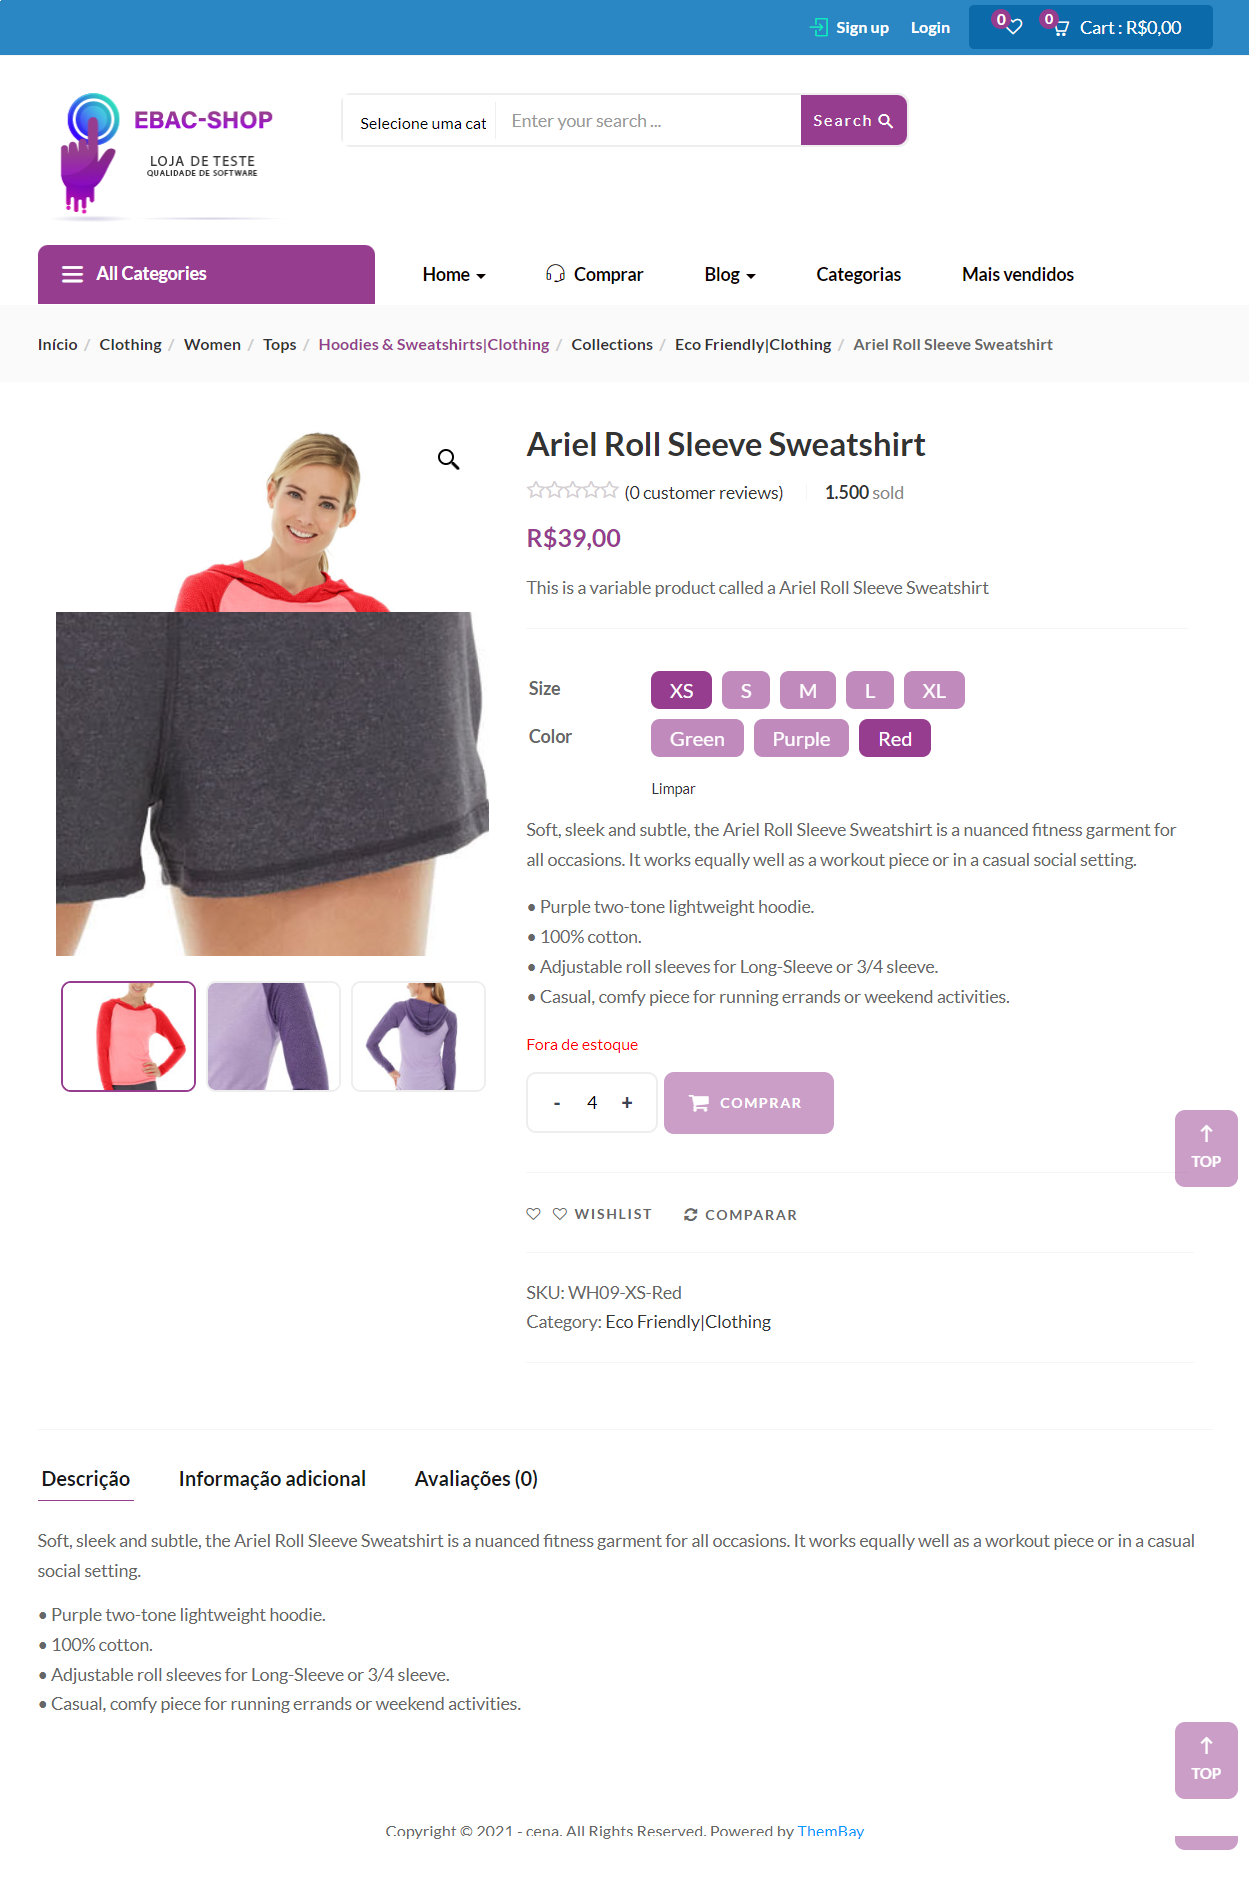 Sign up Login 0 0 Cart : R$0,00
EBAC-SHOP
LOJA DE TESTE
QUALIDADE DE SOFTWARE
Selecione uma cat Enter your search ... Search
All Categories Home Comprar Blog Categorias Mais vendidos
Início / Clothing / Women / Tops / Hoodies & Sweatshirts|Clothing / Collections / Eco Friendly|Clothing / Ariel Roll Sleeve Sweatshirt
Ariel Roll Sleeve Sweatshirt
(0 customer reviews) 1.500 sold
R$39,00
This is a variable product called a Ariel Roll Sleeve Sweatshirt
Size XS S M L XL
Color Green Purple Red
Limpar
Soft, sleek and subtle, the Ariel Roll Sleeve Sweatshirt is a nuanced fitness garment for
all occasions. It works equally well as a workout piece or in a casual social setting.
• Purple two-tone lightweight hoodie.
• 100% cotton.
• Adjustable roll sleeves for Long-Sleeve or 3/4 sleeve.
• Casual, comfy piece for running errands or weekend activities.
Fora de estoque
- 4 + COMPRAR
TOP
WISHLIST COMPARAR
SKU: WH09-XS-Red
Category: Eco Friendly|Clothing
Descrição Informação adicional Avaliações (0)
Soft, sleek and subtle, the Ariel Roll Sleeve Sweatshirt is a nuanced fitness garment for all occasions. It works equally well as a workout piece or in a casual
social setting.
• Purple two-tone lightweight hoodie.
• 100% cotton.
• Adjustable roll sleeves for Long-Sleeve or 3/4 sleeve.
• Casual, comfy piece for running errands or weekend activities.
TOP
Copyright © 2021 - cena. All Rights Reserved. Powered by ThemBay